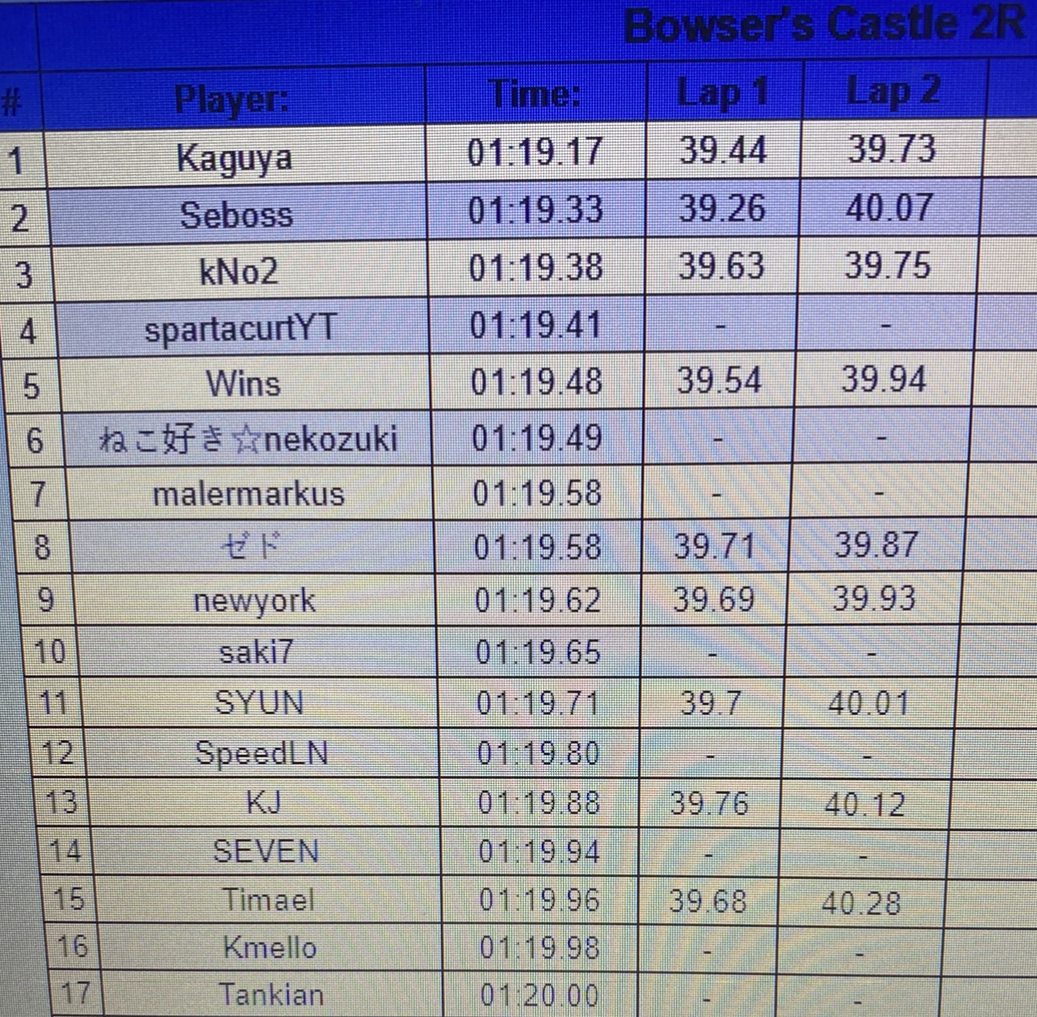 Bowser's Castle 2R
# Player: Time: Lap 1 Lap 2
1 Kaguya 01:19.17 39.44 39.73
2 Seboss 01:19.33 39.26 40.07
3 kNo2 01:19.38 39.63 39.75
4 spartacurtYT 01:19.41 - -
5 Wins 01:19.48 39.54 39.94
6 ねこ好き☆nekozuki 01:19.49 - -
7 malermarkus 01:19.58 - -
8 ゼド 01:19.58 39.71 39.87
9 newyork 01:19.62 39.69 39.93
10 saki7 01:19.65 - -
11 SYUN 01:19.71 39.7 40.01
12 SpeedLN 01:19.80 - -
13 KJ 01:19.88 39.76 40.12
14 SEVEN 01:19.94 - -
15 Timael 01:19.96 39.68 40.28
16 Kmello 01:19.98 - -
17 Tankian 01:20.00 - -